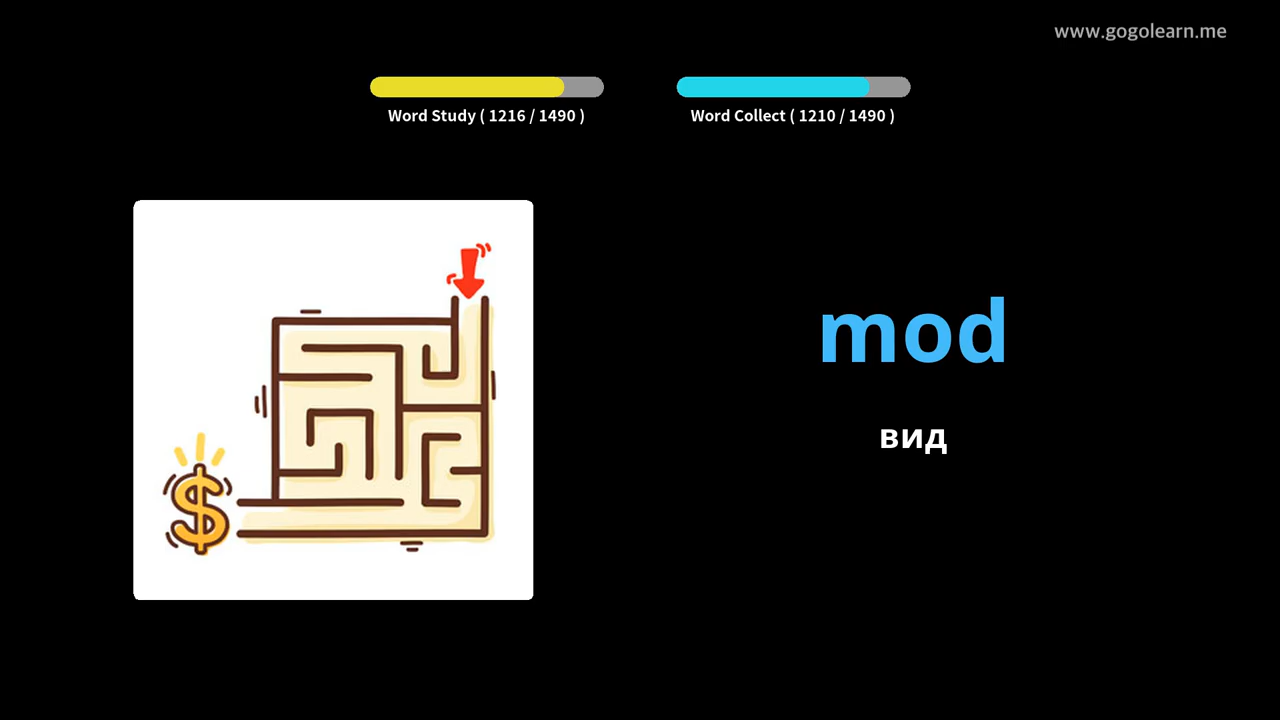 www.gogolearn.me
Word Study ( 1216 / 1490 )
Word Collect ( 1210 / 1490 )
$
mod
вид